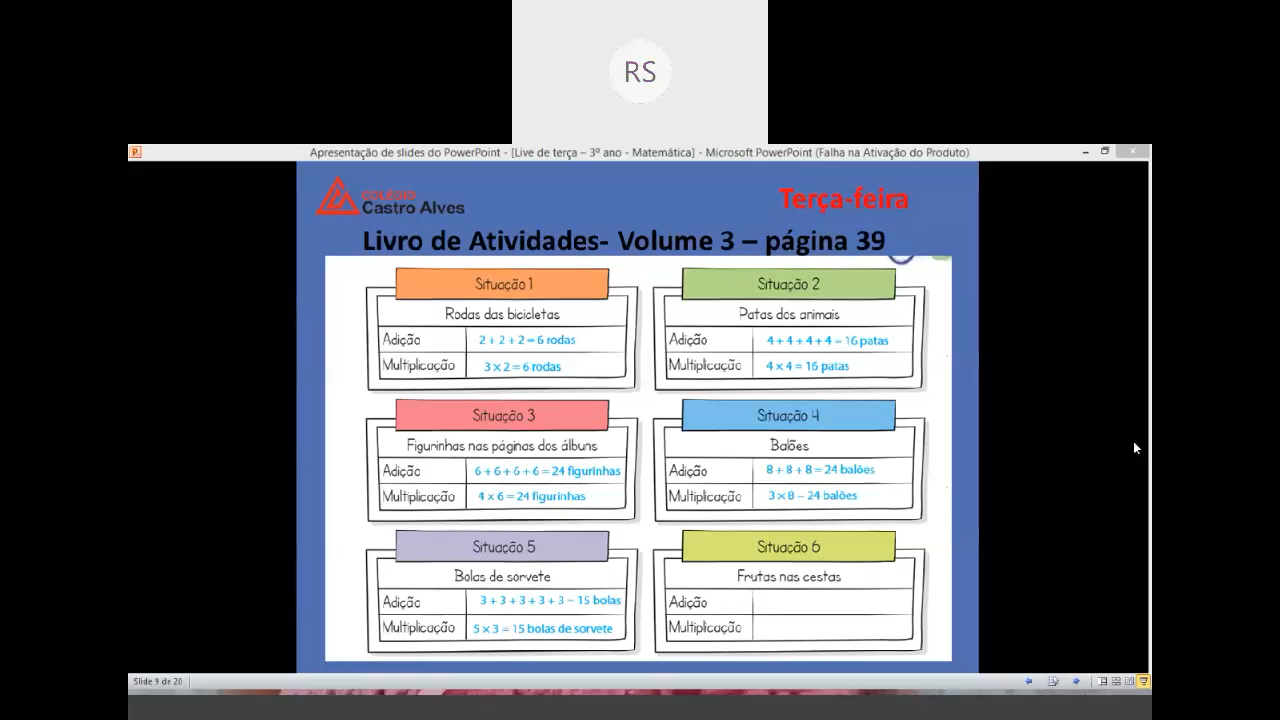 RS
Apresentação de slides do PowerPoint - [Live de terça – 3º ano - Matemática] - Microsoft PowerPoint (Falha na Ativação do Produto)
COLÉGIO
Castro Alves
Terça-feira
Livro de Atividades- Volume 3 – página 39
Situação 1
Rodas das bicicletas
Adição 2 + 2 + 2 = 6 rodas
Multiplicação 3 x 2 = 6 rodas
Situação 2
Patas dos animais
Adição 4 + 4 + 4 + 4 = 16 patas
Multiplicação 4 x 4 = 16 patas
Situação 3
Figurinhas nas páginas dos álbuns
Adição 6 + 6 + 6 + 6 = 24 figurinhas
Multiplicação 4 x 6 = 24 figurinhas
Situação 4
Balões
Adição 8 + 8 + 8 = 24 balões
Multiplicação 3 x 8 = 24 balões
Situação 5
Bolas de sorvete
Adição 3 + 3 + 3 + 3 + 3 = 15 bolas
Multiplicação 5 x 3 = 15 bolas de sorvete
Situação 6
Frutas nas cestas
Adição
Multiplicação
Slide 9 de 20